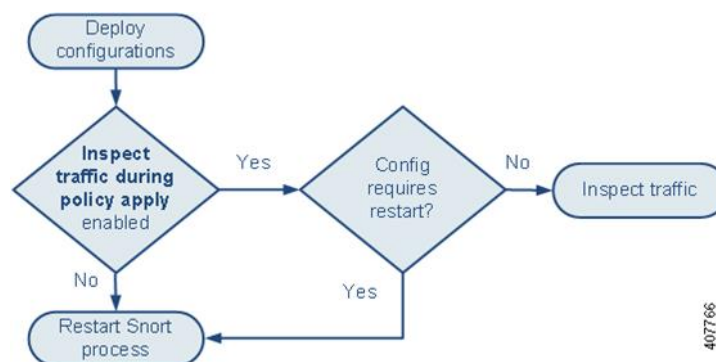 Deploy
configurations
Inspect
traffic during
policy apply
enabled
Yes
Config
requires
restart?
No
Inspect traffic
No
Yes
Restart Snort
process
407766